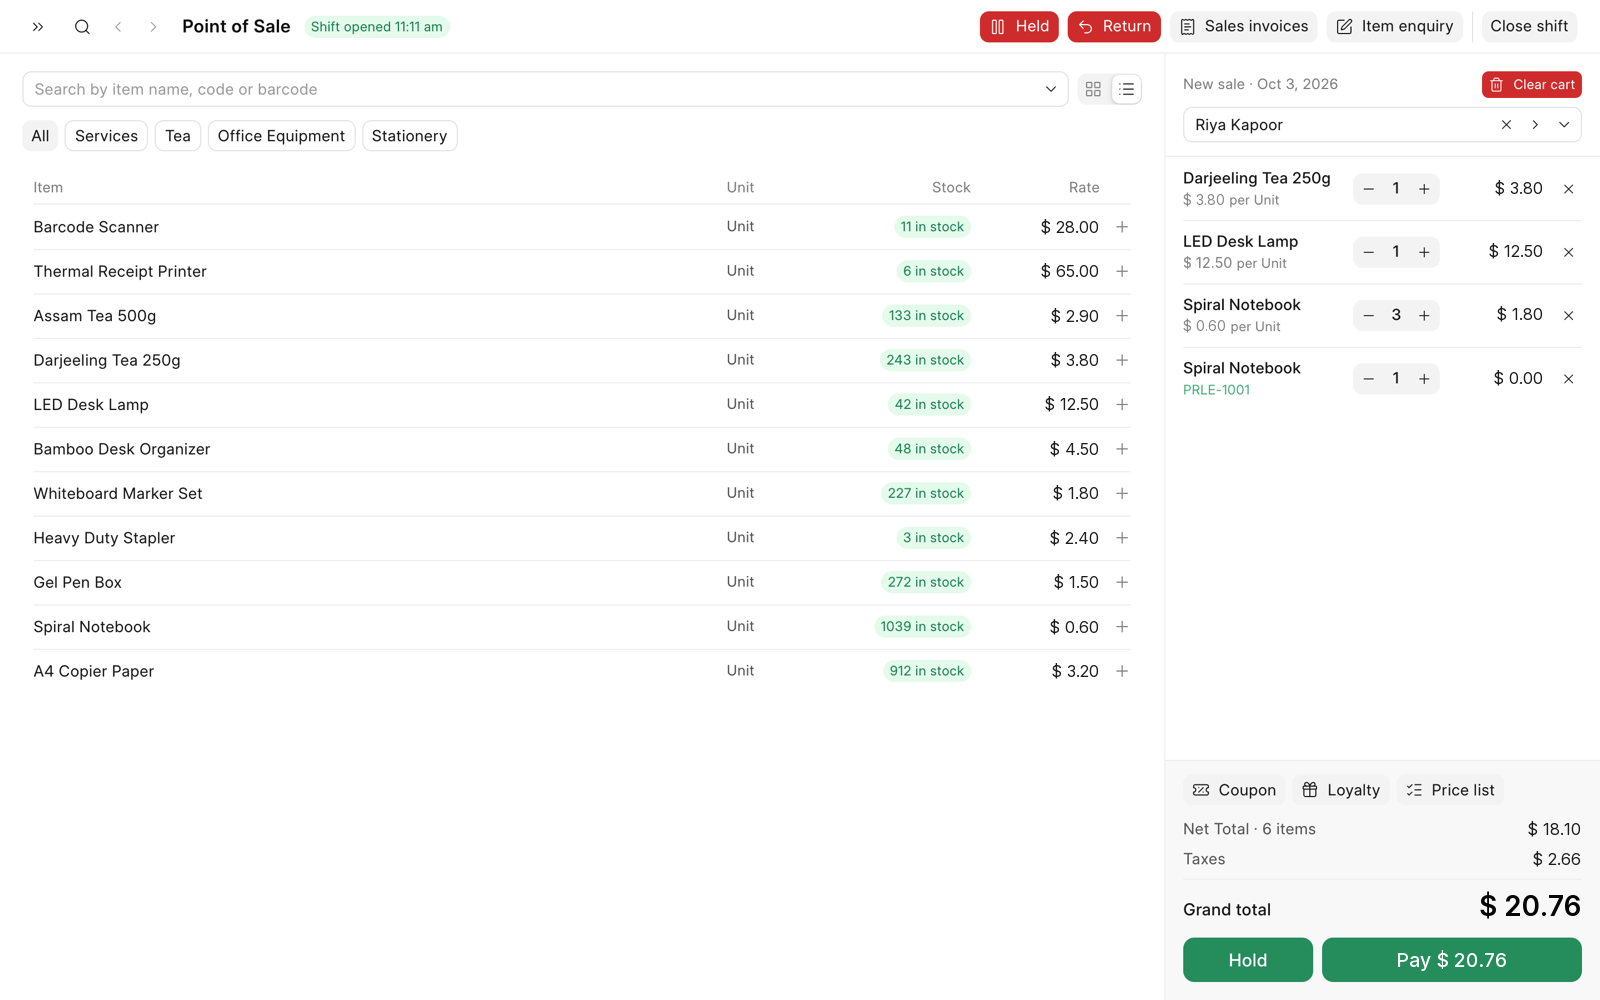 Point of Sale
Shift opened 11:11 am
Held
Return
Sales invoices
Item enquiry
Close shift
Search by item name, code or barcode
All
Services
Tea
Office Equipment
Stationery
Item Unit Stock Rate
Barcode Scanner Unit 11 in stock $ 28.00
Thermal Receipt Printer Unit 6 in stock $ 65.00
Assam Tea 500g Unit 133 in stock $ 2.90
Darjeeling Tea 250g Unit 243 in stock $ 3.80
LED Desk Lamp Unit 42 in stock $ 12.50
Bamboo Desk Organizer Unit 48 in stock $ 4.50
Whiteboard Marker Set Unit 227 in stock $ 1.80
Heavy Duty Stapler Unit 3 in stock $ 2.40
Gel Pen Box Unit 272 in stock $ 1.50
Spiral Notebook Unit 1039 in stock $ 0.60
A4 Copier Paper Unit 912 in stock $ 3.20
New sale · Oct 3, 2026
Clear cart
Riya Kapoor
Darjeeling Tea 250g 1 $ 3.80
$ 3.80 per Unit
LED Desk Lamp 1 $ 12.50
$ 12.50 per Unit
Spiral Notebook 3 $ 1.80
$ 0.60 per Unit
Spiral Notebook 1 $ 0.00
PRLE-1001
Coupon
Loyalty
Price list
Net Total · 6 items $ 18.10
Taxes $ 2.66
Grand total $ 20.76
Hold
Pay $ 20.76